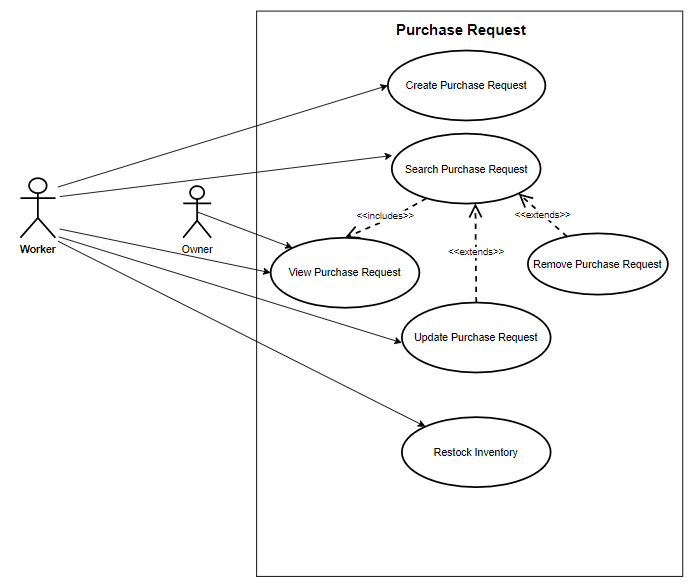 Purchase Request
Create Purchase Request
Search Purchase Request
<<includes>>
<<extends>>
Worker
Owner
<<extends>>
View Purchase Request
Remove Purchase Request
Update Purchase Request
Restock Inventory